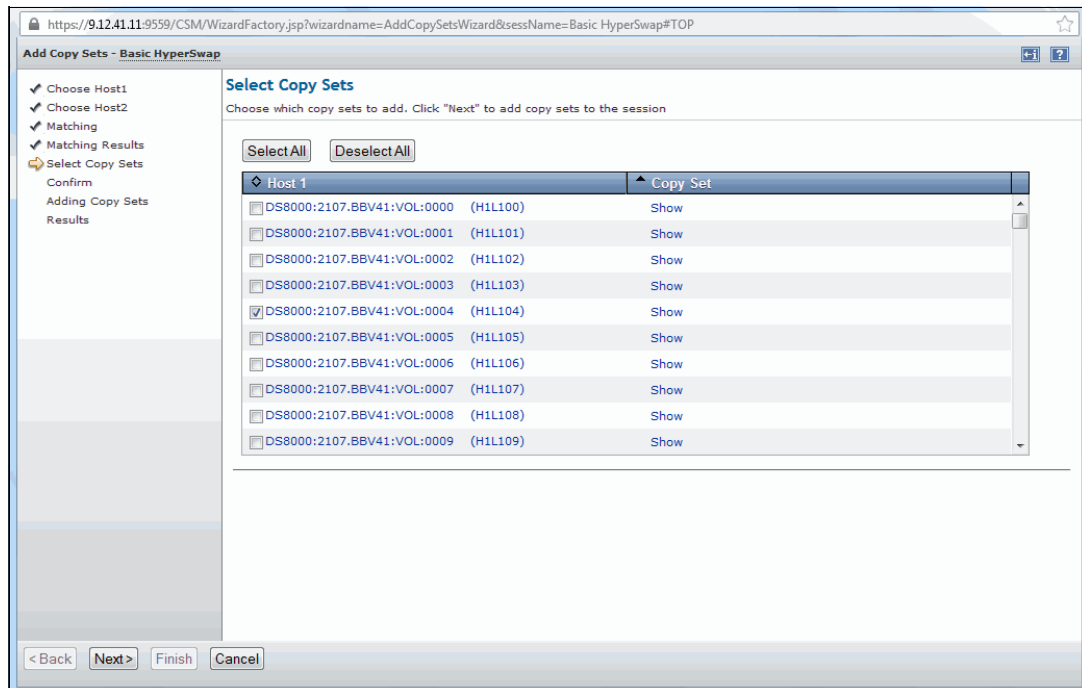 https://9.12.41.11:9559/CSM/WizardFactory.jsp?wizardname=AddCopySetsWizard&sessName=Basic HyperSwap#TOP
Add Copy Sets - Basic HyperSwap
?
Choose Host1
Choose Host2
Matching
Matching Results
Select Copy Sets
Confirm
Adding Copy Sets
Results
Select Copy Sets
Choose which copy sets to add. Click "Next" to add copy sets to the session
Select All Deselect All
Host 1 Copy Set
DS8000:2107.BBV41:VOL:0000 (H1L100) Show
DS8000:2107.BBV41:VOL:0001 (H1L101) Show
DS8000:2107.BBV41:VOL:0002 (H1L102) Show
DS8000:2107.BBV41:VOL:0003 (H1L103) Show
DS8000:2107.BBV41:VOL:0004 (H1L104) Show
DS8000:2107.BBV41:VOL:0005 (H1L105) Show
DS8000:2107.BBV41:VOL:0006 (H1L106) Show
DS8000:2107.BBV41:VOL:0007 (H1L107) Show
DS8000:2107.BBV41:VOL:0008 (H1L108) Show
DS8000:2107.BBV41:VOL:0009 (H1L109) Show
< Back Next > Finish Cancel